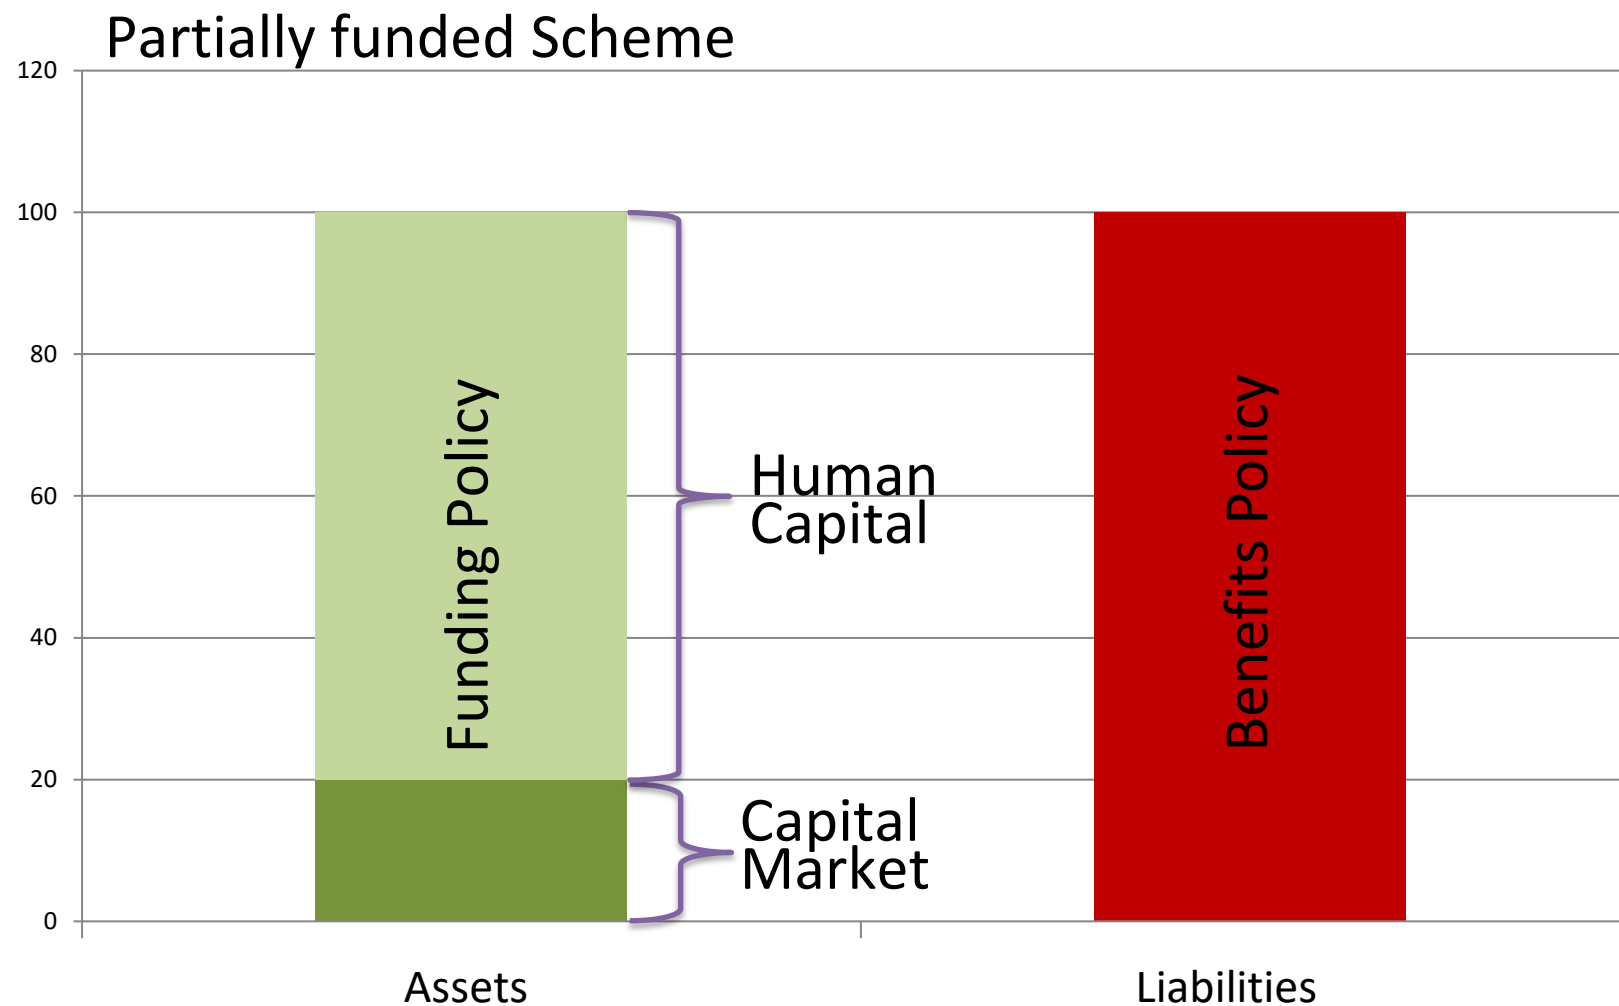 Partially funded Scheme
120
100
80
60
40
20
0
Funding Policy
Human
Capital
Capital
Market
Benefits Policy
Assets
Liabilities